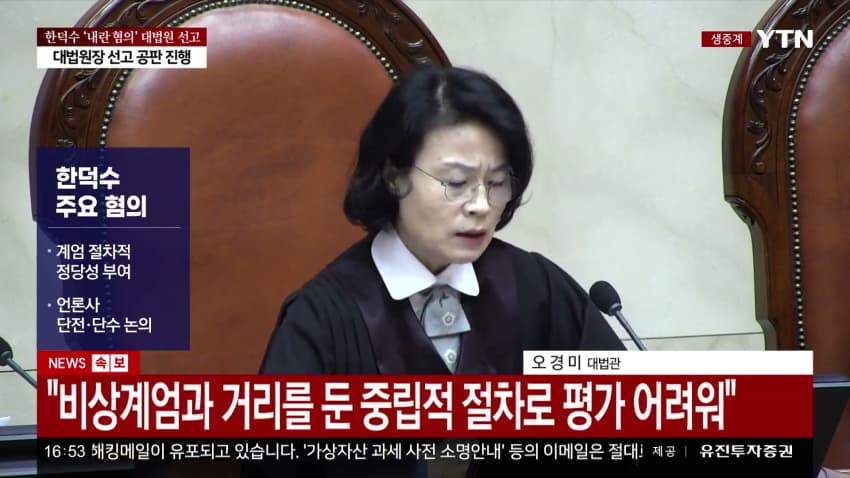 한덕수 '내란 혐의' 대법원 선고
대법원장 선고 공판 진행
생중계 YTN
한덕수
주요 혐의
· 계엄 절차적
정당성 부여
· 언론사
단전·단수 논의
NEWS 속보
오경미 대법관
"비상계엄과 거리를 둔 중립적 절차로 평가 어려워"
16:53 해킹메일이 유포되고 있습니다. '가상자산 과세 사전 소명안내' 등의 이메일은 절대로 제공 유진투자증권